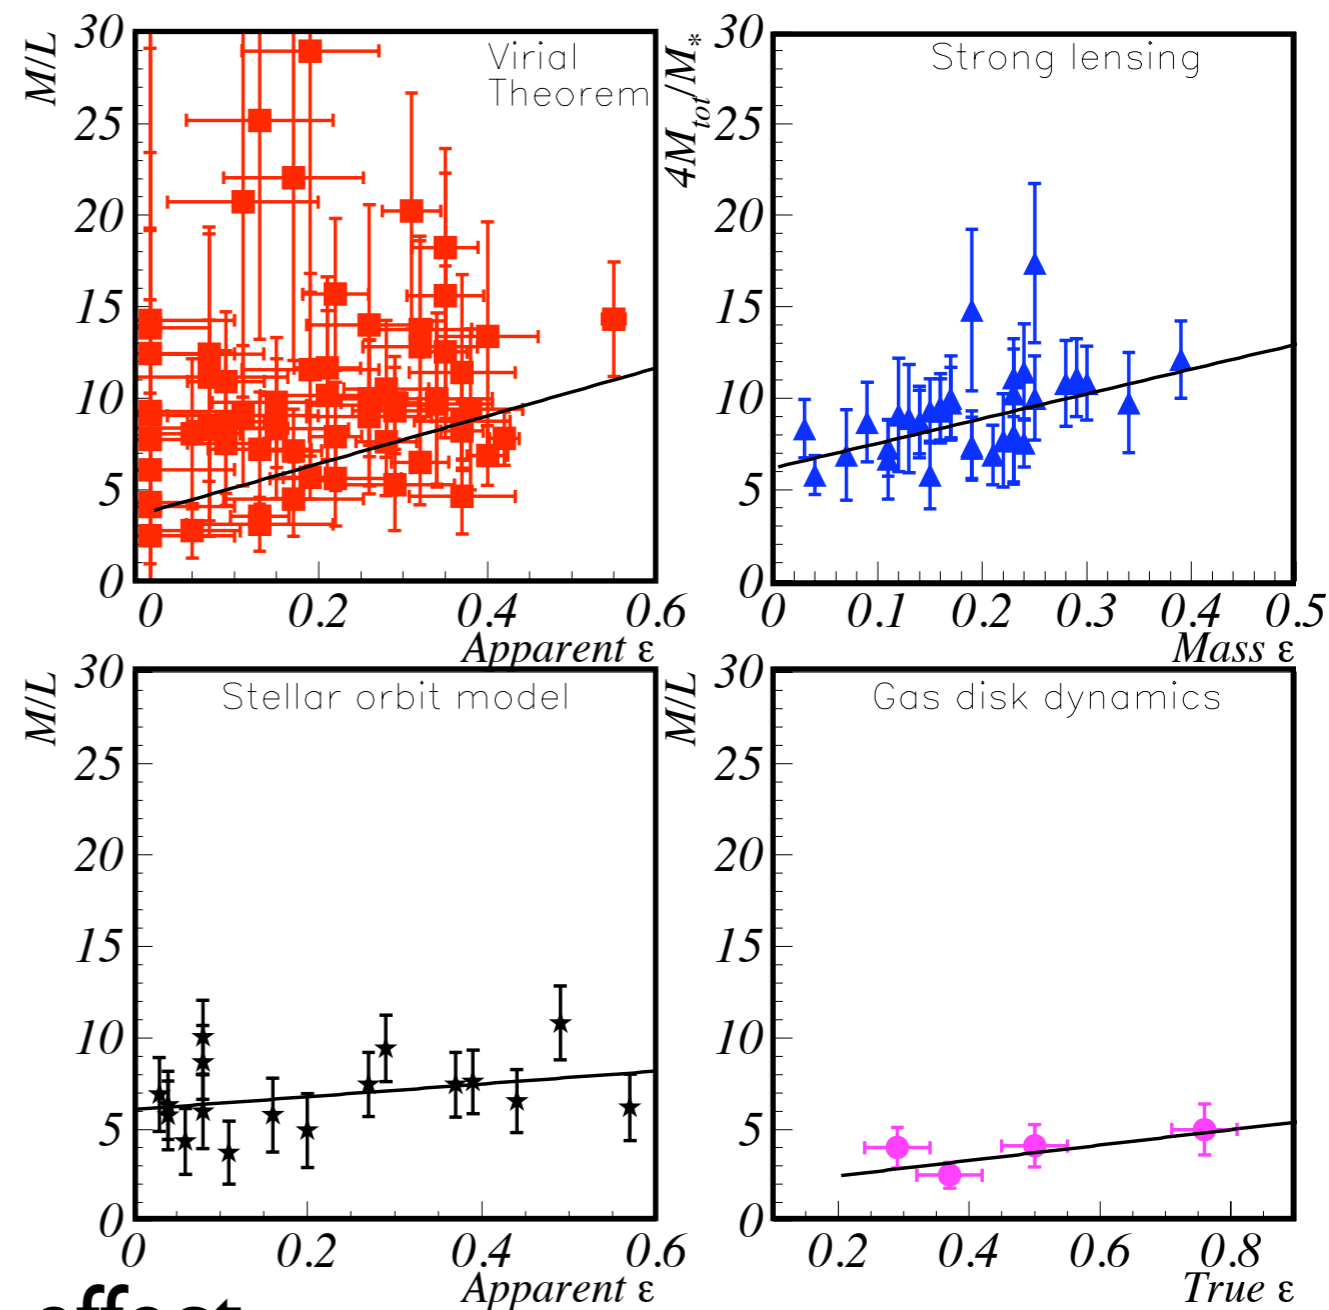 M/L
30
25
20
15
10
5
0
Virial
Theorem
0 0.2 0.4 0.6
Apparent ε
4M_tot/M_*
30
25
20
15
10
5
0
Strong lensing
0 0.1 0.2 0.3 0.4 0.5
Mass ε
M/L
30
25
20
15
10
5
0
Stellar orbit model
0 0.2 0.4 0.6
Apparent ε
M/L
30
25
20
15
10
5
0
Gas disk dynamics
0.2 0.4 0.6 0.8
True ε
effect